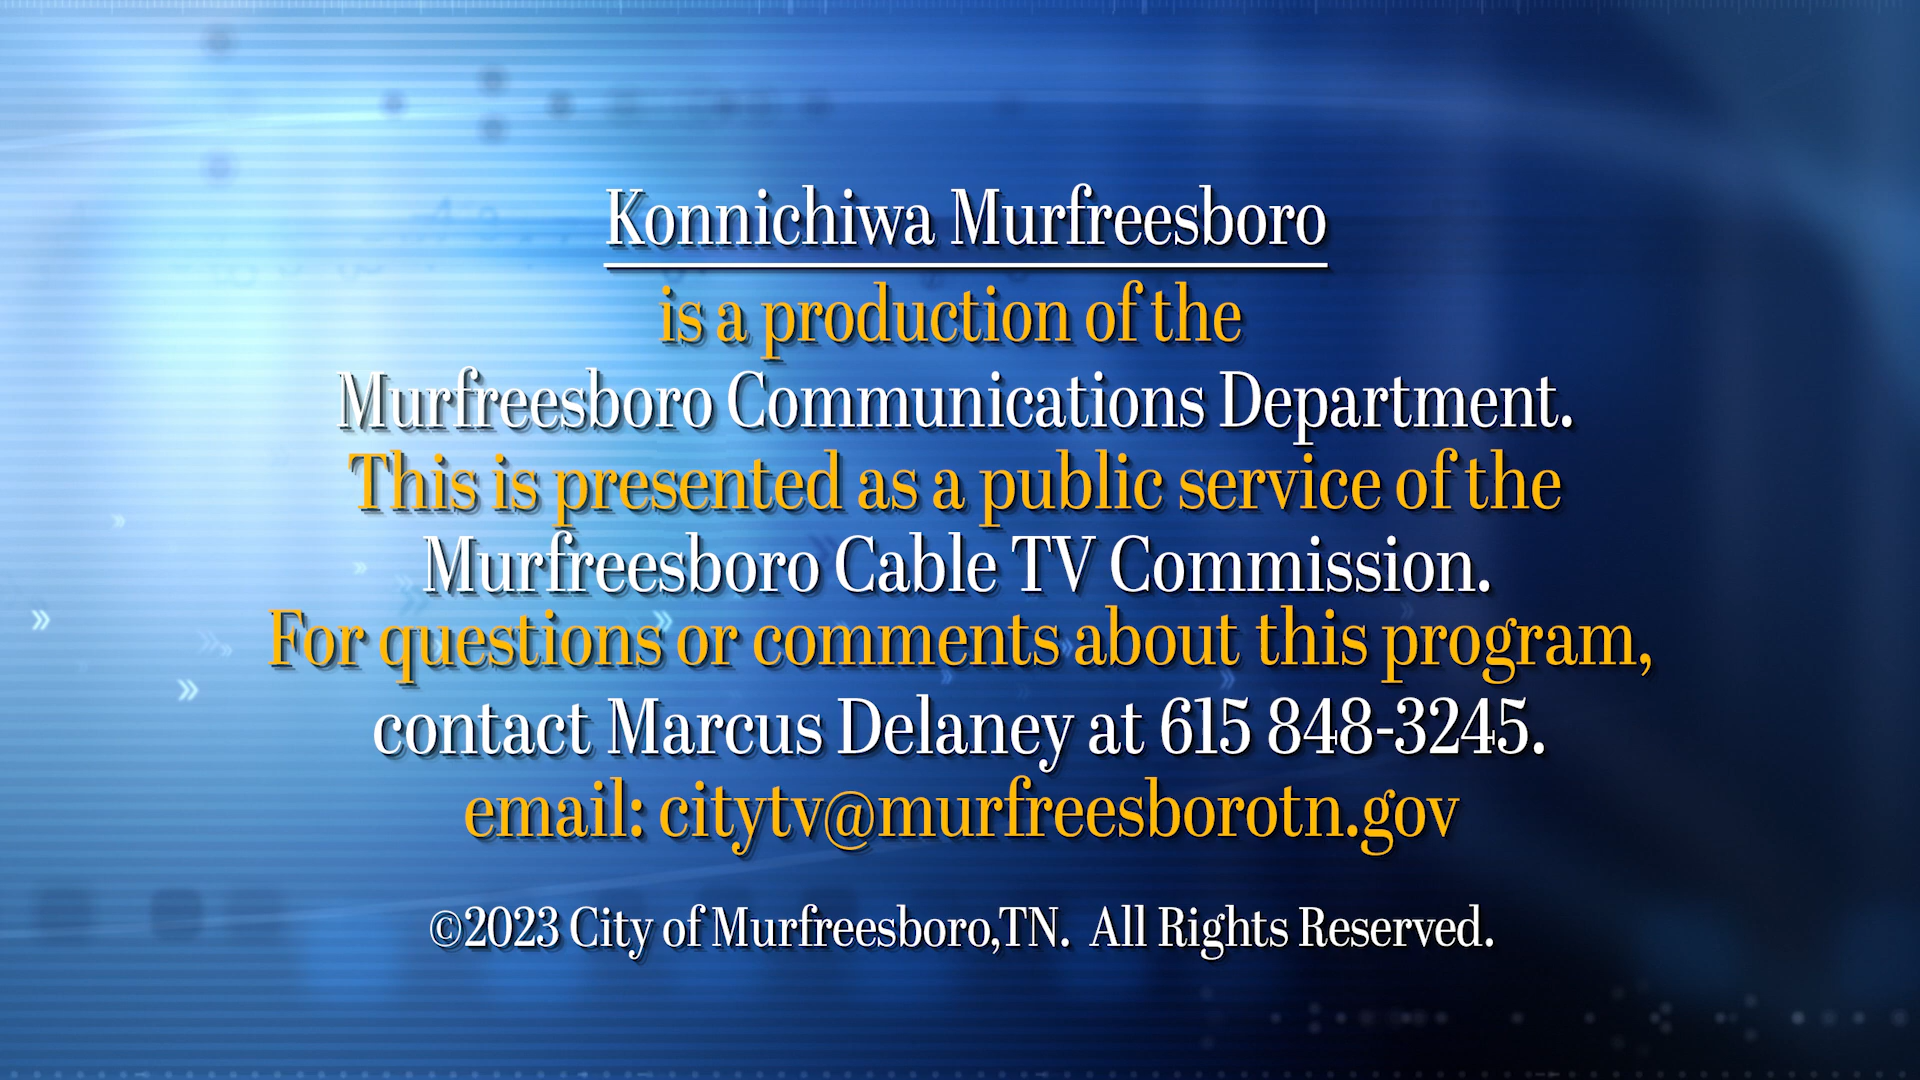 Konnichiwa Murfreesboro
is a production of the
Murfreesboro Communications Department.
This is presented as a public service of the
Murfreesboro Cable TV Commission.
For questions or comments about this program,
contact Marcus Delaney at 615 848-3245.
email: citytv@murfreesborotn.gov
©2023 City of Murfreesboro,TN.  All Rights Reserved.